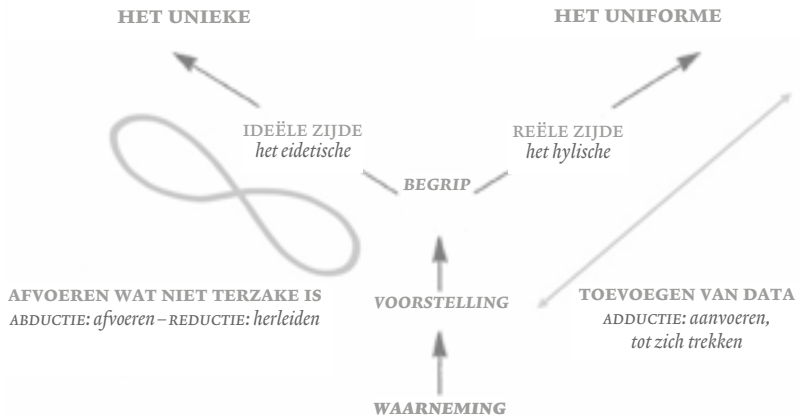 HET UNIEKE
HET UNIFORME
IDEËLE ZIJDE
het eidetische
REËLE ZIJDE
het hylische
BEGRIP
AFVOEREN WAT NIET TERZAKE IS
ABDUCTIE: afvoeren – REDUCTIE: herleiden
VOORSTELLING
TOEVOEGEN VAN DATA
ADDUCTIE: aanvoeren,
tot zich trekken
WAARNEMING